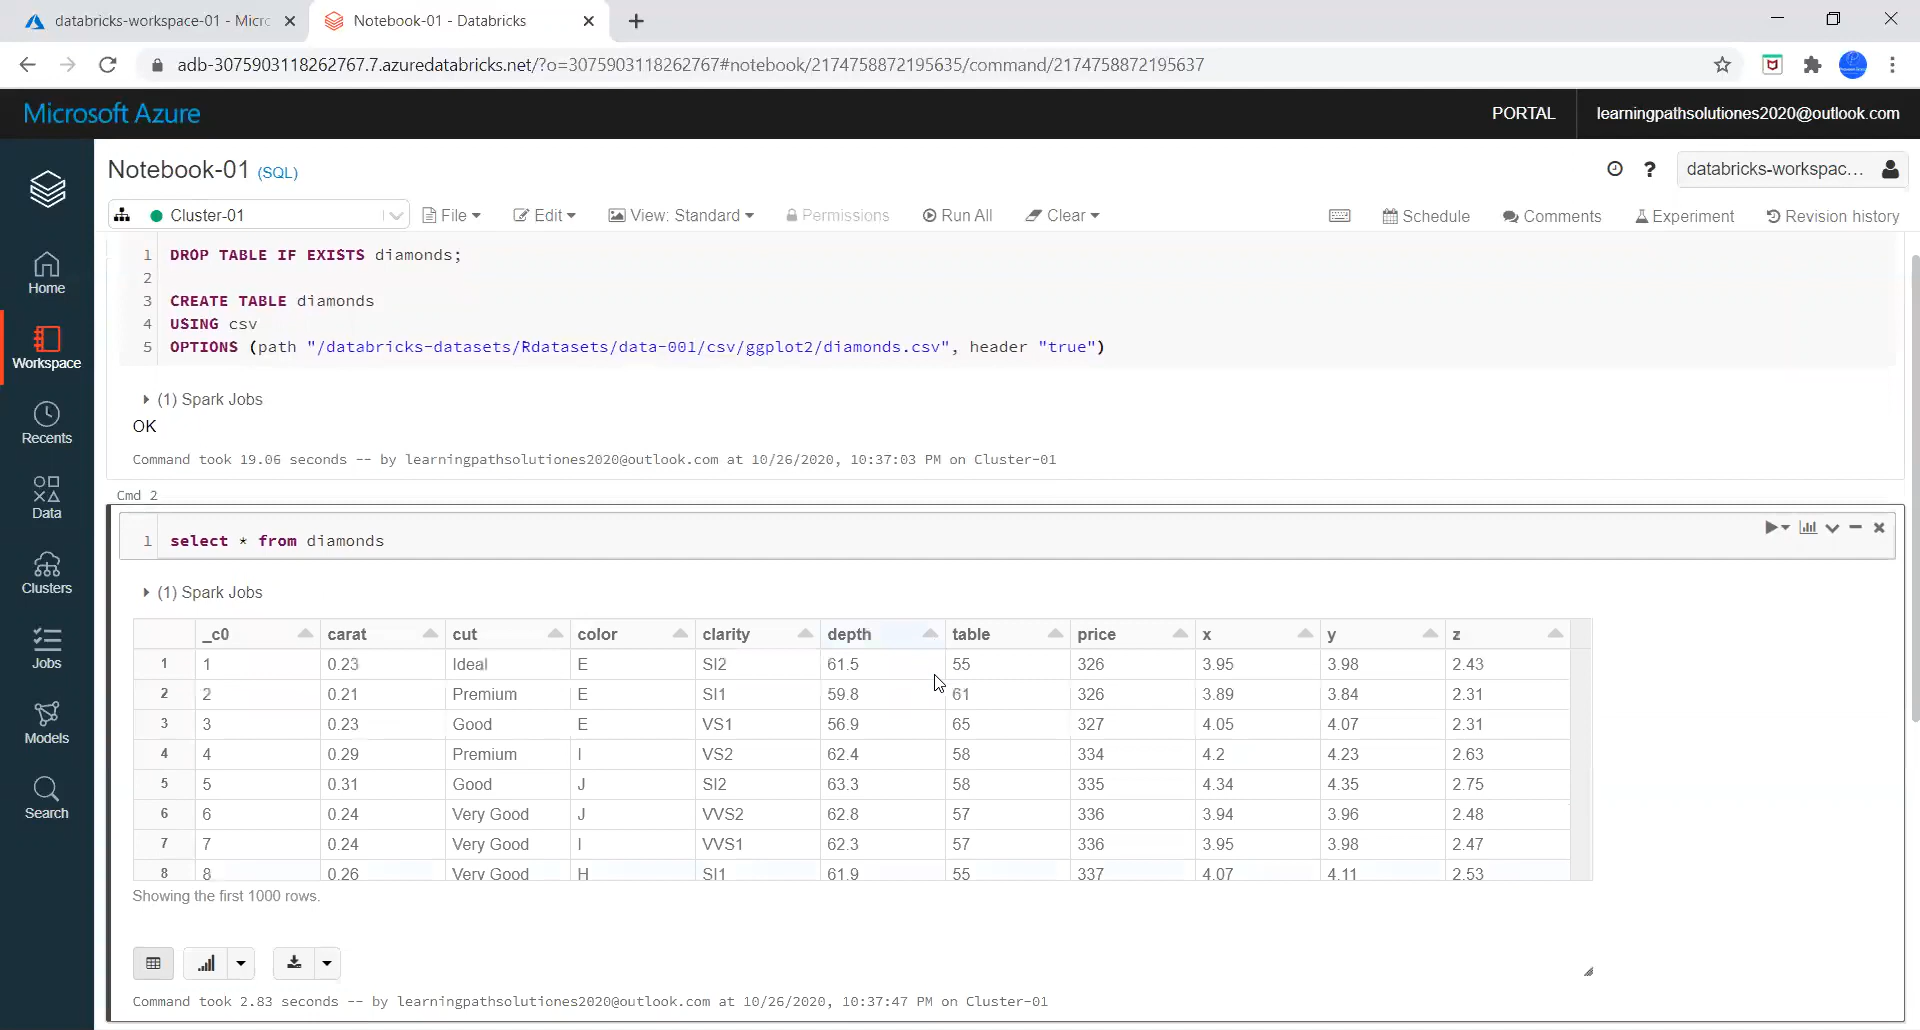 databricks-workspace-01 - Micro
Notebook-01 - Databricks
adb-3075903118262767.7.azuredatabricks.net/?o=3075903118262767#notebook/2174758872195635/command/2174758872195637
Microsoft Azure
PORTAL
learningpathsolutiones2020@outlook.com
Notebook-01 (SQL)
? databricks-workspac...
Cluster-01
File
Edit
View: Standard
Permissions
Run All
Clear
Schedule
Comments
Experiment
Revision history
Home
Workspace
Recents
Data
Clusters
Jobs
Models
Search
1 DROP TABLE IF EXISTS diamonds;
2
3 CREATE TABLE diamonds
4 USING csv
5 OPTIONS (path "/databricks-datasets/Rdatasets/data-001/csv/ggplot2/diamonds.csv", header "true")
(1) Spark Jobs
OK
Command took 19.06 seconds -- by learningpathsolutiones2020@outlook.com at 10/26/2020, 10:37:03 PM on Cluster-01
Cmd 2
1 select * from diamonds
(1) Spark Jobs
_c0 carat cut color clarity depth table price x y z
1 1 0.23 Ideal E SI2 61.5 55 326 3.95 3.98 2.43
2 2 0.21 Premium E SI1 59.8 61 326 3.89 3.84 2.31
3 3 0.23 Good E VS1 56.9 65 327 4.05 4.07 2.31
4 4 0.29 Premium I VS2 62.4 58 334 4.2 4.23 2.63
5 5 0.31 Good J SI2 63.3 58 335 4.34 4.35 2.75
6 6 0.24 Very Good J VVS2 62.8 57 336 3.94 3.96 2.48
7 7 0.24 Very Good I VVS1 62.3 57 336 3.95 3.98 2.47
8 8 0.26 Very Good H SI1 61.9 55 337 4.07 4.11 2.53
Showing the first 1000 rows.
Command took 2.83 seconds -- by learningpathsolutiones2020@outlook.com at 10/26/2020, 10:37:47 PM on Cluster-01